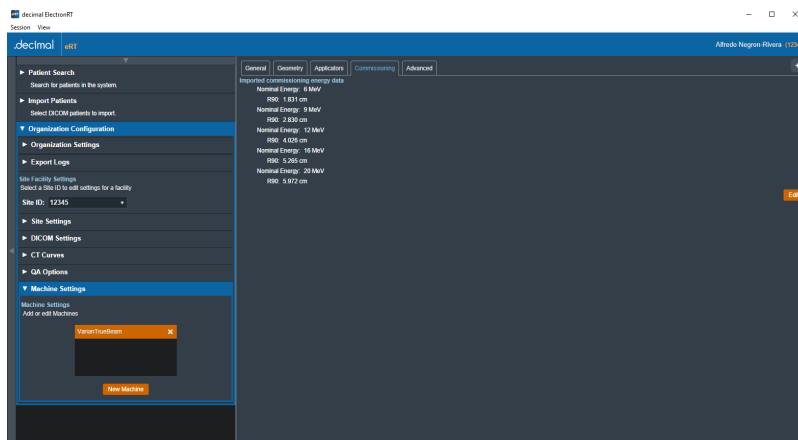 decimal ElectronRT
Session View
.decimal eRT
Alfredo Negron-Rivera (1234
Patient Search
Search for patients in the system.
Import Patients
Select DICOM patients to import.
Organization Configuration
Organization Settings
Export Logs
Site Facility Settings
Select a Site ID to edit settings for a facility
Site ID: 12345
Site Settings
DICOM Settings
CT Curves
QA Options
Machine Settings
Machine Settings
Add or edit Machines
VarianTrueBeam
New Machine
General Geometry Applicators Commissioning Advanced
Imported commissioning energy data
Nominal Energy: 6 MeV
R90: 1.831 cm
Nominal Energy: 9 MeV
R90: 2.830 cm
Nominal Energy: 12 MeV
R90: 4.026 cm
Nominal Energy: 16 MeV
R90: 5.265 cm
Nominal Energy: 20 MeV
R90: 5.972 cm
Edi